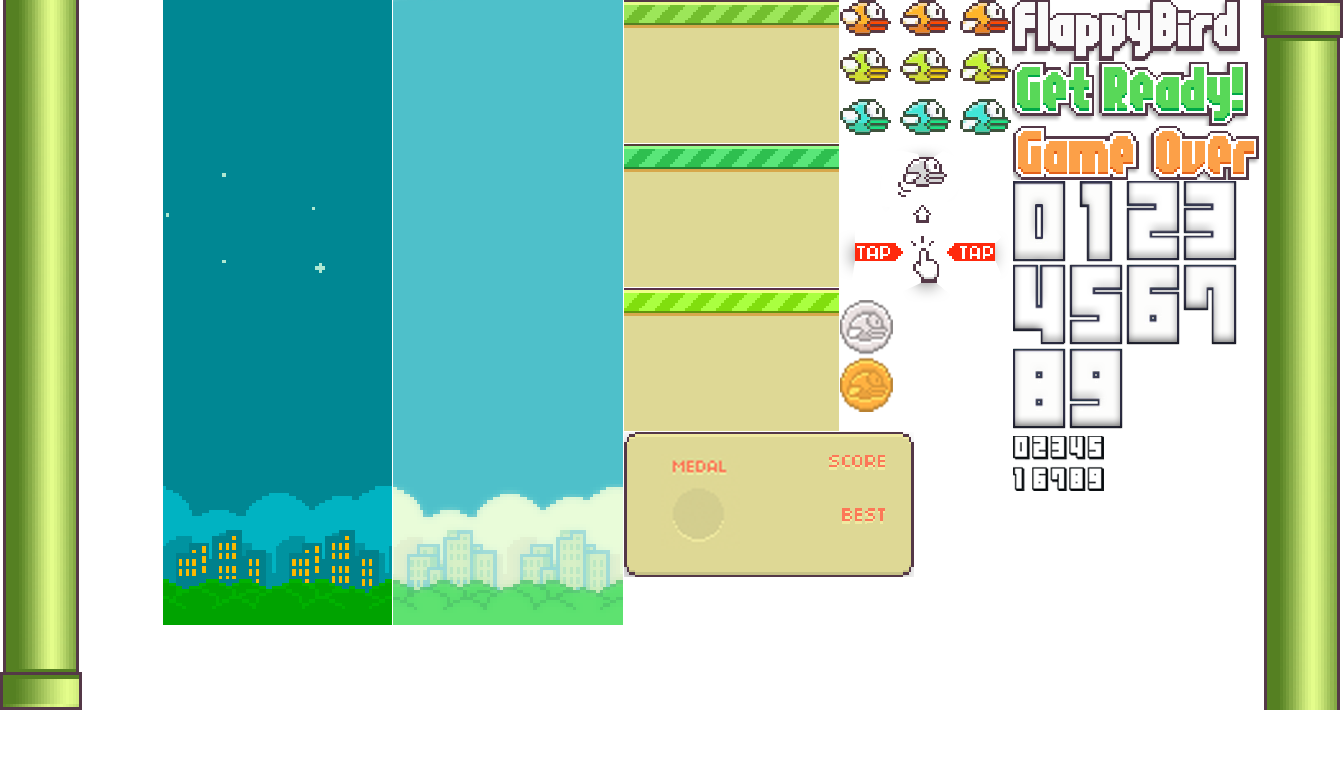 FlappyBird
Get Ready!
Game Over
0123
4567
89
02345
16789
TAP TAP
MEDAL SCORE
BEST